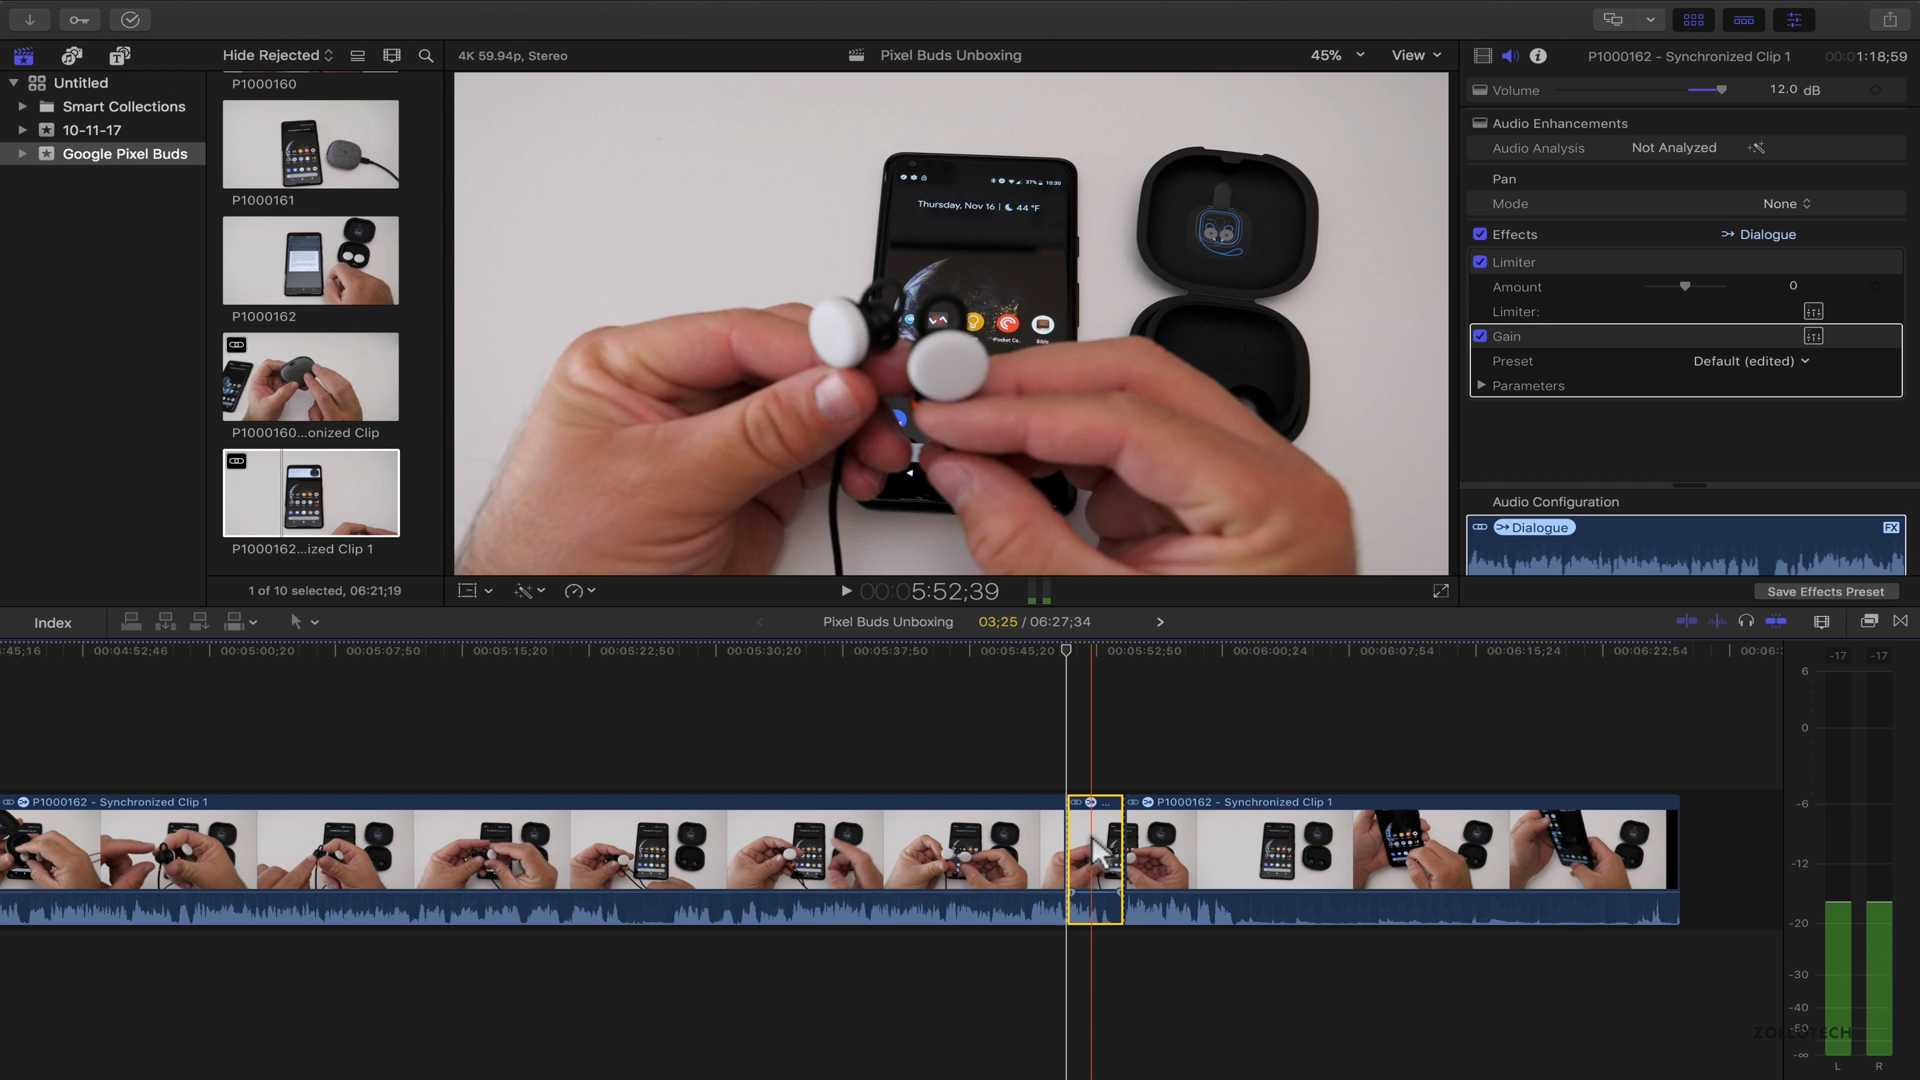 Hide Rejected
4K 59.94p, Stereo
Pixel Buds Unboxing
45%
View
P1000162 - Synchronized Clip 1
00:01:18;59
Untitled
Smart Collections
10-11-17
Google Pixel Buds
P1000160
P1000161
P1000162
P1000160...onized Clip
P1000162...ized Clip 1
1 of 10 selected, 06:21;19
Thursday, Nov 16 | 44 °F
37% 10:30
Pocket Ca..
Bible
00:05:52;39
Volume
12.0 dB
Audio Enhancements
Audio Analysis
Not Analyzed
Pan
Mode
None
Effects
Dialogue
Limiter
Amount
0
Limiter:
Gain
Preset
Default (edited)
Parameters
Audio Configuration
Dialogue
FX
Save Effects Preset
Index
Pixel Buds Unboxing
03;25 / 06:27;34
:45;16
00:04:52;46
00:05:00;20
00:05:07;50
00:05:15;20
00:05:22;50
00:05:30;20
00:05:37;50
00:05:45;20
00:05:52;50
00:06:00;24
00:06:07;54
00:06:15;24
00:06:22;54
00:06:
P1000162 - Synchronized Clip 1
...
P1000162 - Synchronized Clip 1
-17
-17
6
0
-6
-12
-20
-30
-40
-50
-∞
L
R
ZOLLOTECH